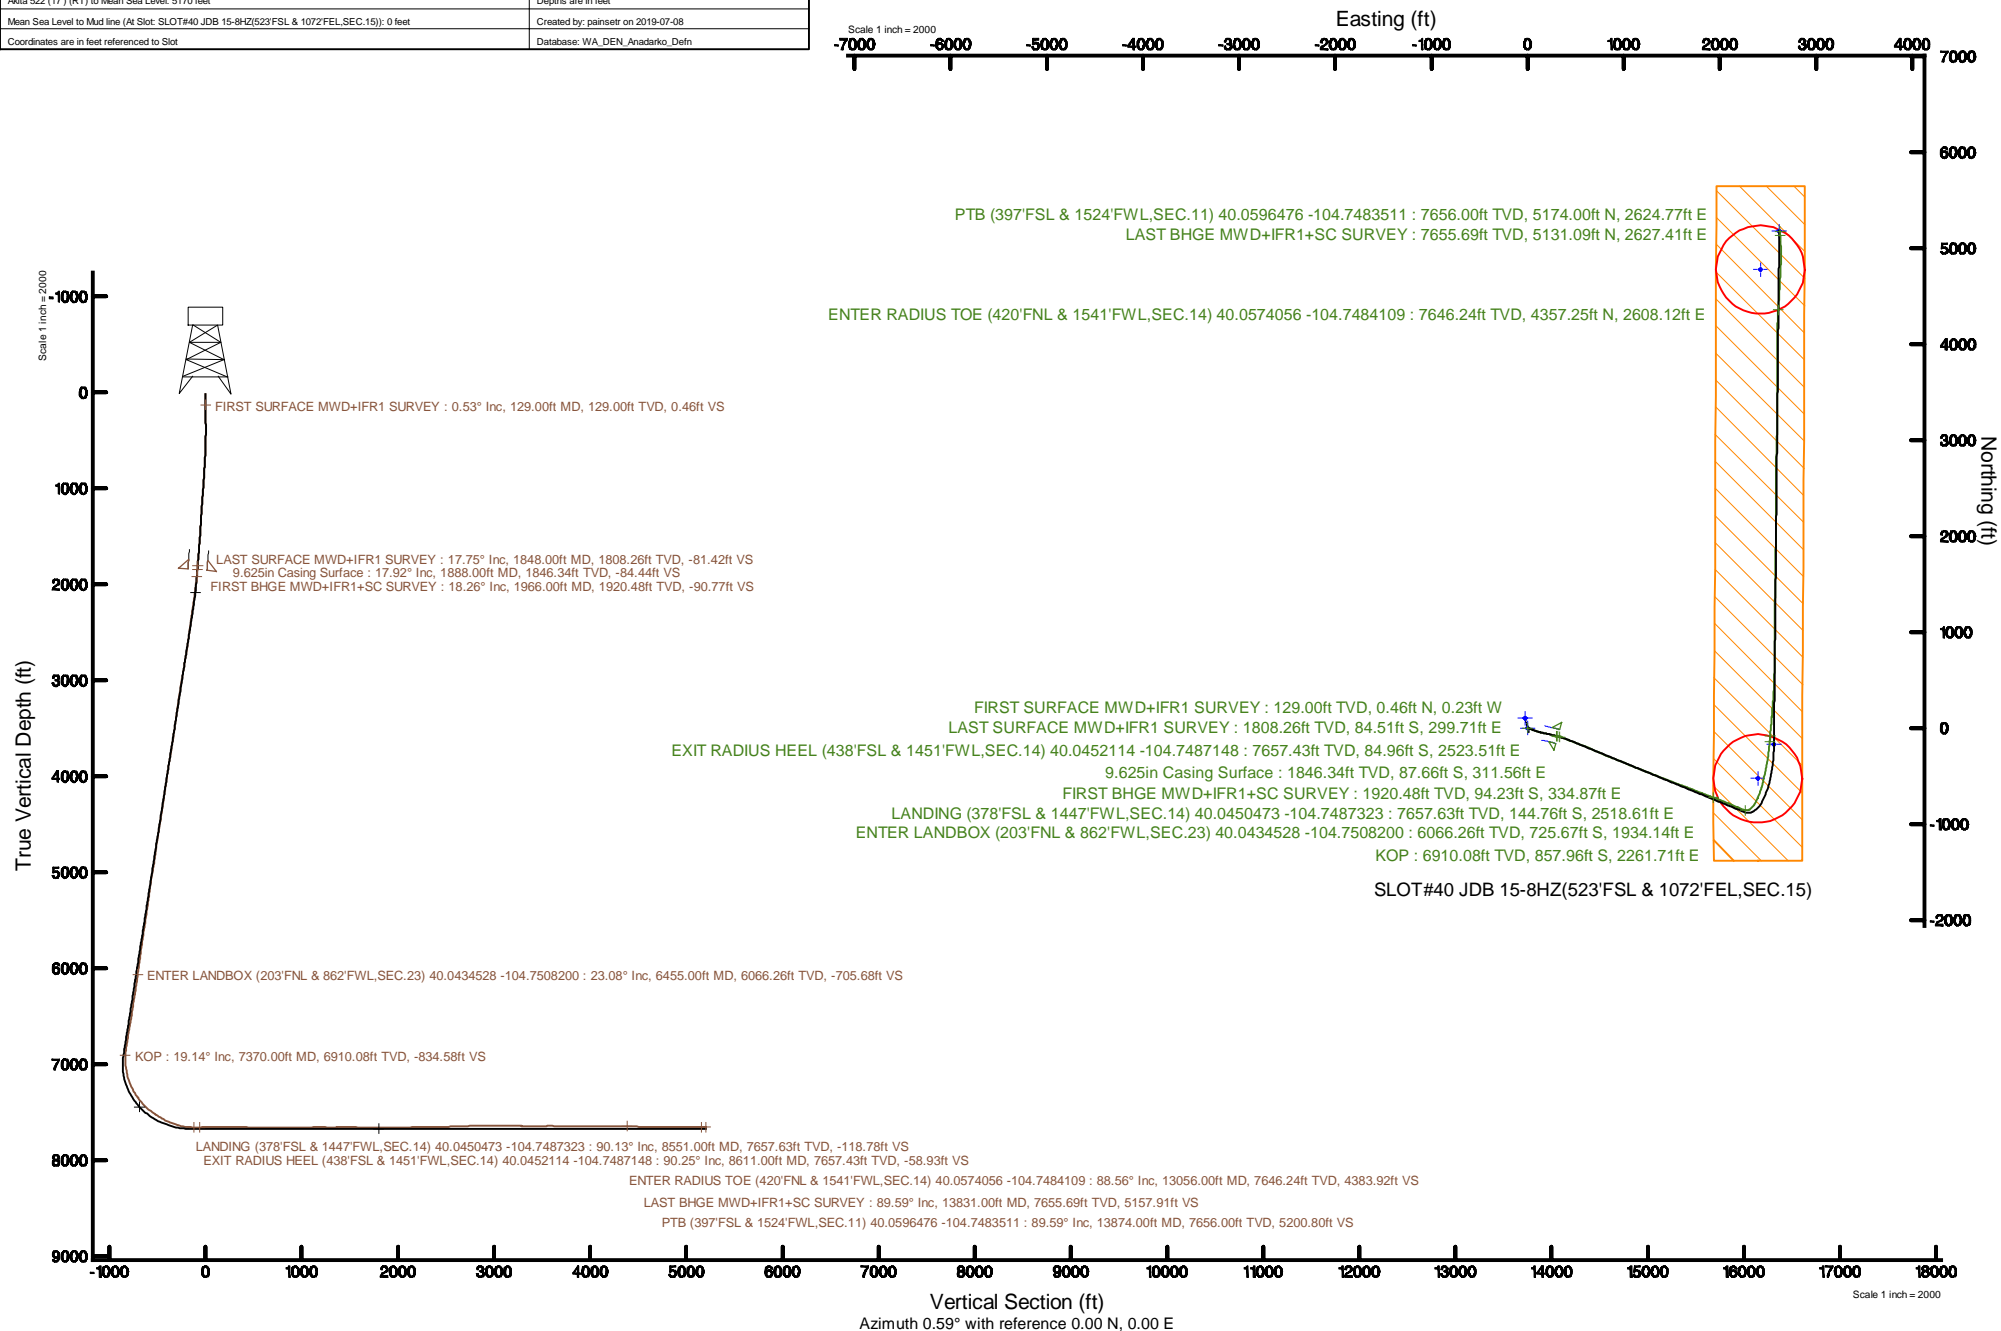 Akita 522 (17') (RT) to Mean Sea Level: 5170 feet
Depths are in feet
Mean Sea Level to Mud line (At Slot: SLOT#40 JDB 15-8HZ(523'FSL & 1072'FEL,SEC.15)): 0 feet
Created by: painsetr on 2019-07-08
Coordinates are in feet referenced to Slot
Database: WA_DEN_Anadarko_Defn
Easting (ft)
Scale 1 inch = 2000
-7000 -6000 -5000 -4000 -3000 -2000 -1000 0 1000 2000 3000 4000
7000
6000
5000
4000
3000
2000
1000
0
-1000
-2000
Northing (ft)
PTB (397'FSL & 1524'FWL,SEC.11) 40.0596476 -104.7483511 : 7656.00ft TVD, 5174.00ft N, 2624.77ft E
LAST BHGE MWD+IFR1+SC SURVEY : 7655.69ft TVD, 5131.09ft N, 2627.41ft E
ENTER RADIUS TOE (420'FNL & 1541'FWL,SEC.14) 40.0574056 -104.7484109 : 7646.24ft TVD, 4357.25ft N, 2608.12ft E
FIRST SURFACE MWD+IFR1 SURVEY : 129.00ft TVD, 0.46ft N, 0.23ft W
LAST SURFACE MWD+IFR1 SURVEY : 1808.26ft TVD, 84.51ft S, 299.71ft E
EXIT RADIUS HEEL (438'FSL & 1451'FWL,SEC.14) 40.0452114 -104.7487148 : 7657.43ft TVD, 84.96ft S, 2523.51ft E
9.625in Casing Surface : 1846.34ft TVD, 87.66ft S, 311.56ft E
FIRST BHGE MWD+IFR1+SC SURVEY : 1920.48ft TVD, 94.23ft S, 334.87ft E
LANDING (378'FSL & 1447'FWL,SEC.14) 40.0450473 -104.7487323 : 7657.63ft TVD, 144.76ft S, 2518.61ft E
ENTER LANDBOX (203'FNL & 862'FWL,SEC.23) 40.0434528 -104.7508200 : 6066.26ft TVD, 725.67ft S, 1934.14ft E
KOP : 6910.08ft TVD, 857.96ft S, 2261.71ft E
SLOT#40 JDB 15-8HZ(523'FSL & 1072'FEL,SEC.15)
Scale 1 inch = 2000
True Vertical Depth (ft)
-1000
0
1000
2000
3000
4000
5000
6000
7000
8000
9000
FIRST SURFACE MWD+IFR1 SURVEY : 0.53° Inc, 129.00ft MD, 129.00ft TVD, 0.46ft VS
LAST SURFACE MWD+IFR1 SURVEY : 17.75° Inc, 1848.00ft MD, 1808.26ft TVD, -81.42ft VS
9.625in Casing Surface : 17.92° Inc, 1888.00ft MD, 1846.34ft TVD, -84.44ft VS
FIRST BHGE MWD+IFR1+SC SURVEY : 18.26° Inc, 1966.00ft MD, 1920.48ft TVD, -90.77ft VS
ENTER LANDBOX (203'FNL & 862'FWL,SEC.23) 40.0434528 -104.7508200 : 23.08° Inc, 6455.00ft MD, 6066.26ft TVD, -705.68ft VS
KOP : 19.14° Inc, 7370.00ft MD, 6910.08ft TVD, -834.58ft VS
LANDING (378'FSL & 1447'FWL,SEC.14) 40.0450473 -104.7487323 : 90.13° Inc, 8551.00ft MD, 7657.63ft TVD, -118.78ft VS
EXIT RADIUS HEEL (438'FSL & 1451'FWL,SEC.14) 40.0452114 -104.7487148 : 90.25° Inc, 8611.00ft MD, 7657.43ft TVD, -58.93ft VS
ENTER RADIUS TOE (420'FNL & 1541'FWL,SEC.14) 40.0574056 -104.7484109 : 88.56° Inc, 13056.00ft MD, 7646.24ft TVD, 4383.92ft VS
LAST BHGE MWD+IFR1+SC SURVEY : 89.59° Inc, 13831.00ft MD, 7655.69ft TVD, 5157.91ft VS
PTB (397'FSL & 1524'FWL,SEC.11) 40.0596476 -104.7483511 : 89.59° Inc, 13874.00ft MD, 7656.00ft TVD, 5200.80ft VS
-1000 0 1000 2000 3000 4000 5000 6000 7000 8000 9000 10000 11000 12000 13000 14000 15000 16000 17000 18000
Vertical Section (ft)
Scale 1 inch = 2000
Azimuth 0.59° with reference 0.00 N, 0.00 E